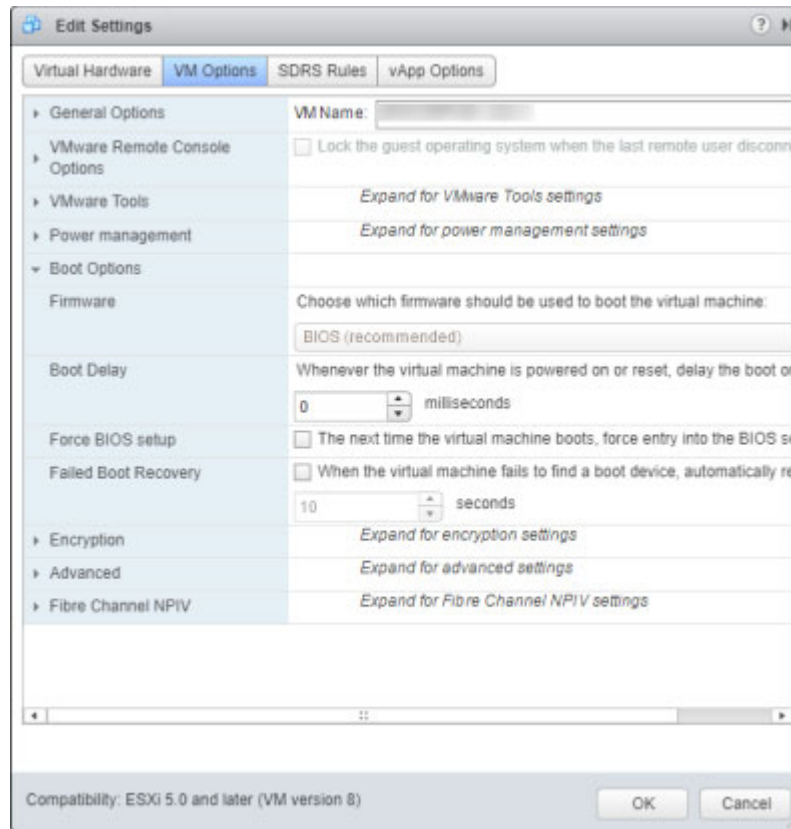 Edit Settings
?
Virtual Hardware
VM Options
SDRS Rules
vApp Options
General Options
VM Name:
VMware Remote Console Options
Lock the guest operating system when the last remote user
VMware Tools
Expand for VMware Tools settings
Power management
Expand for power management settings
Boot Options
Firmware
Choose which firmware should be used to boot the virtual machine:
BIOS (recommended)
Boot Delay
Whenever the virtual machine is powered on or reset, delay the boot
0
milliseconds
Force BIOS setup
The next time the virtual machine boots, force entry into the BIOS
Failed Boot Recovery
When the virtual machine fails to find a boot device, automatically
10
seconds
Encryption
Expand for encryption settings
Advanced
Expand for advanced settings
Fibre Channel NPIV
Expand for Fibre Channel NPIV settings
Compatibility: ESXi 5.0 and later (VM version 8)
OK
Cancel